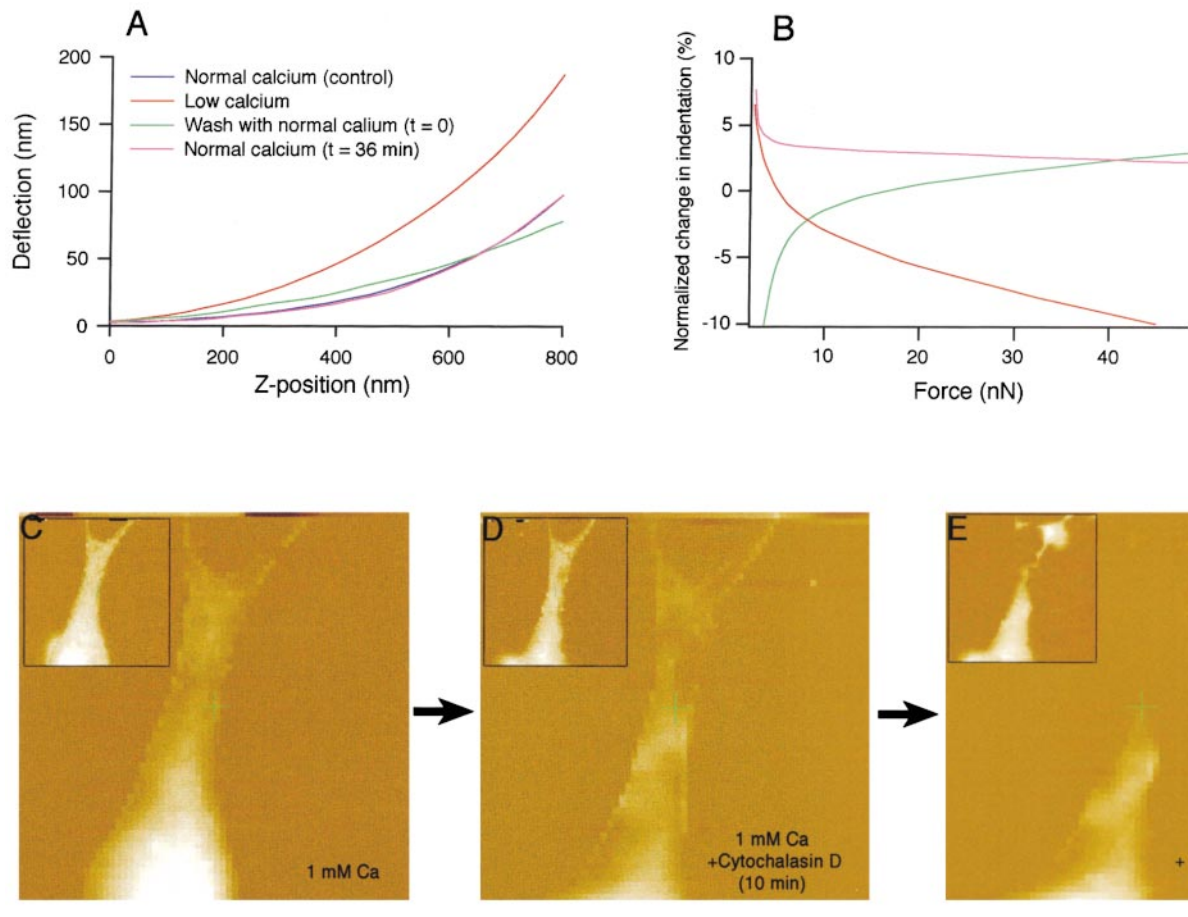 A
200
150
100
50
0
Deflection (nm)
Normal calcium (control)
Low calcium
Wash with normal calium (t = 0)
Normal calcium (t = 36 min)
0
200
400
600
800
Z-position (nm)
B
10
5
0
-5
-10
Normalized change in indentation (%)
10
20
30
40
Force (nN)
C
1 mM Ca
D
1 mM Ca
+Cytochalasin D
(10 min)
E
+